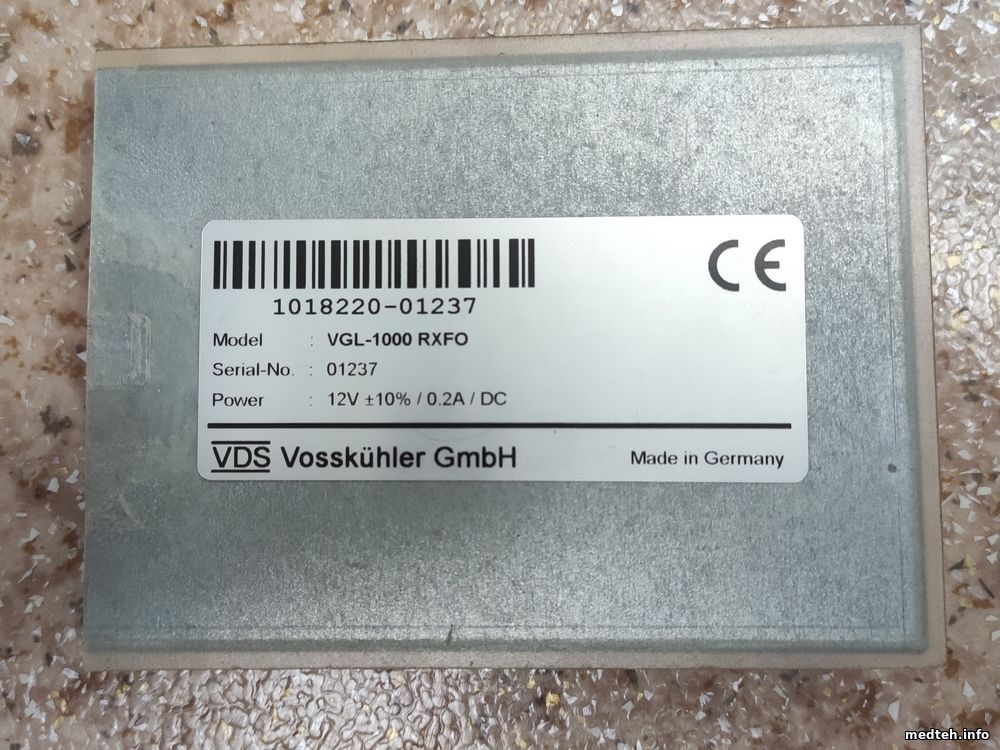 CE
1018220-01237
Model : VGL-1000 RXFO
Serial-No. : 01237
Power : 12V ±10% / 0.2A / DC
VDS Vosskühler GmbH Made in Germany
medteh.info